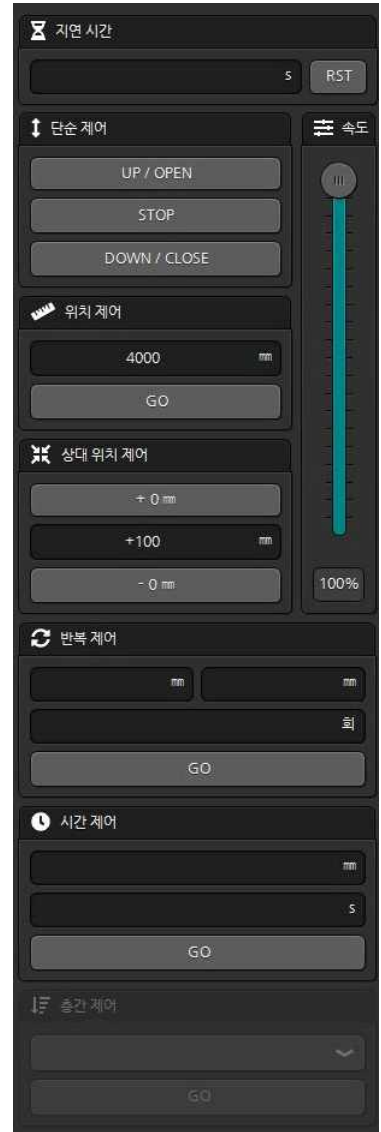 지연 시간
s RST
단순 제어
속도
UP / OPEN
STOP
DOWN / CLOSE
위치 제어
4000 ㎜
GO
상대 위치 제어
+ 0 ㎜
+100 ㎜
- 0 ㎜
100%
반복 제어
㎜ ㎜
회
GO
시간 제어
㎜
s
GO
층간 제어
GO